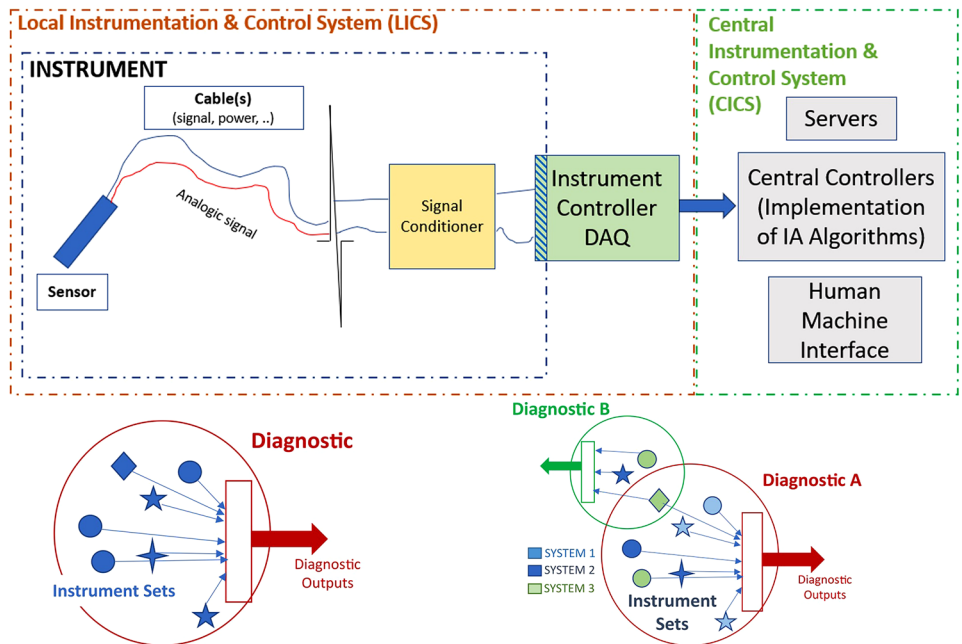 Local Instrumentation & Control System (LICS)
Central
Instrumentation &
Control System
(CICS)
INSTRUMENT
Cable(s)
(signal, power, ..)
Analogic signal
Sensor
Signal
Conditioner
Instrument
Controller
DAQ
Servers
Central Controllers
(Implementation
of IA Algorithms)
Human
Machine
Interface
Diagnostic
Instrument Sets
Diagnostic
Outputs
Diagnostic B
Diagnostic A
SYSTEM 1
SYSTEM 2
SYSTEM 3
Instrument
Sets
Diagnostic
Outputs